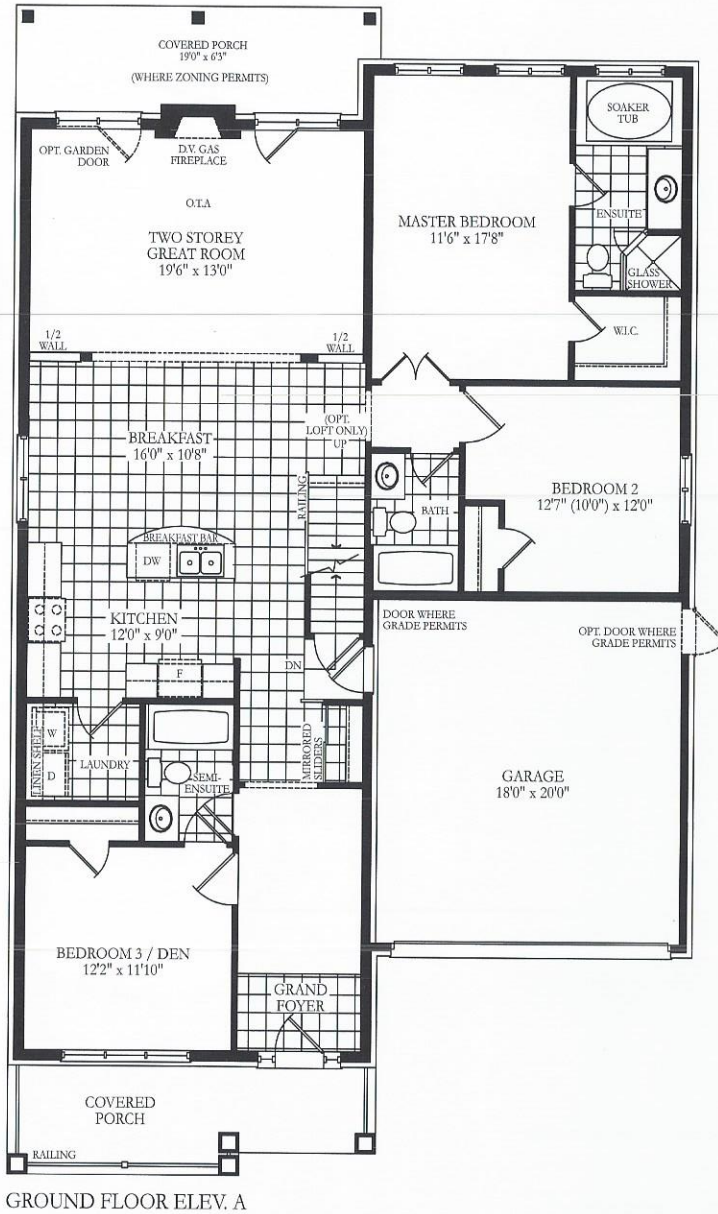 COVERED PORCH
19'0" x 6'3"
(WHERE ZONING PERMITS)
OPT. GARDEN
DOOR
D.V. GAS
FIREPLACE
O.T.A
TWO STOREY
GREAT ROOM
19'6" x 13'0"
1/2
WALL
1/2
WALL
MASTER BEDROOM
11'6" x 17'8"
SOAKER
TUB
ENSUITE
GLASS
SHOWER
W.I.C.
BREAKFAST
16'0" x 10'8"
(OPT.
LOFT ONLY)
UP
RAILING
BATH
BEDROOM 2
12'7" (10'0") x 12'0"
BREAKFAST BAR
DW
KITCHEN
12'0" x 9'0"
F
DN
DOOR WHERE
GRADE PERMITS
OPT. DOOR WHERE
GRADE PERMITS
LINEN SHELF
W
D
LAUNDRY
SEMI-
ENSUITE
MIRRORED
SLIDERS
GARAGE
18'0" x 20'0"
BEDROOM 3 / DEN
12'2" x 11'10"
GRAND
FOYER
COVERED
PORCH
RAILING
GROUND FLOOR ELEV. A